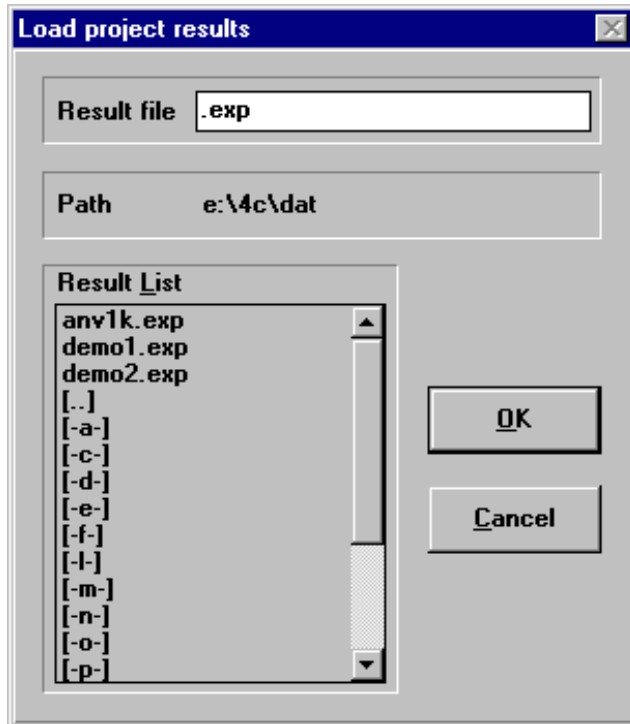 Load project results
Result file .exp
Path e:\4c\dat
Result List
anv1k.exp
demo1.exp
demo2.exp
[..]
[-a-]
[-c-]
[-d-]
[-e-]
[-f-]
[-l-]
[-m-]
[-n-]
[-o-]
[-p-]
OK
Cancel